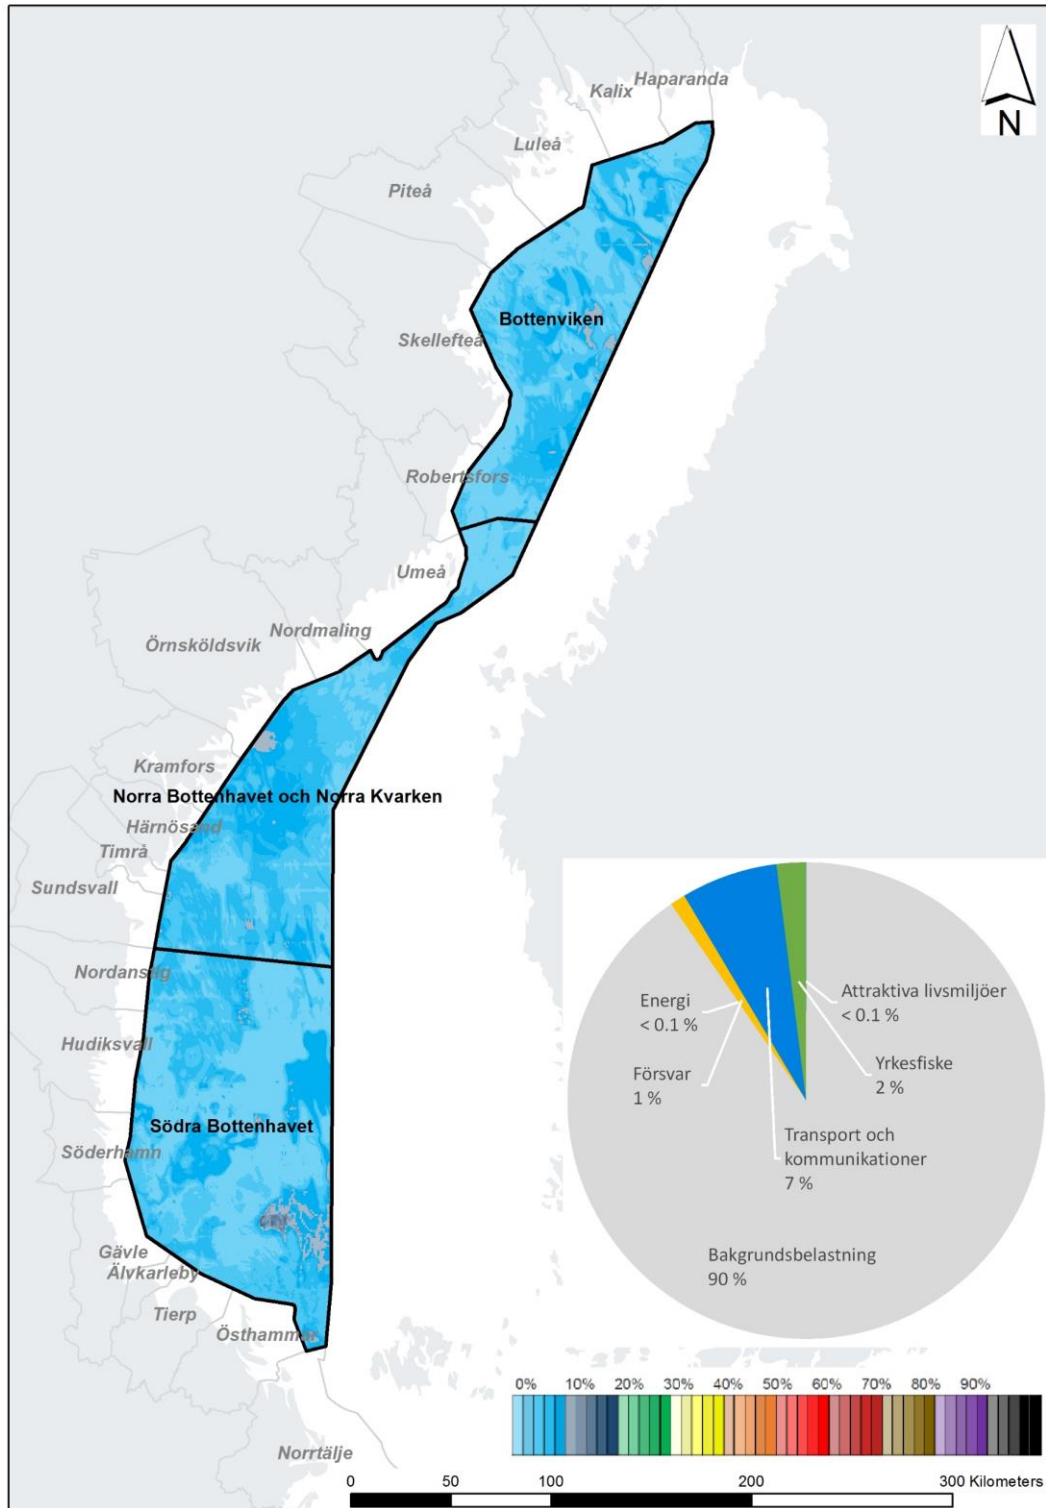 Haparanda
Kalix
N
Luleå
Piteå
Bottenviken
Skellefteå
Robertsfors
Umeå
Nordmaling
Örnsköldsvik
Kramfors
Norra Bottenhavet och Norra Kvarken
Härnösand
Timrå
Sundsvall
Nordanstig
Hudiksvall
Södra Bottenhavet
Söderhamn
Gävle
Älvkarleby
Tierp
Östhammar
Norrtälje
Energi
< 0.1 %
Attraktiva livsmiljöer
< 0.1 %
Försvar
1 %
Yrkesfiske
2 %
Transport och
kommunikationer
7 %
Bakgrundsbelastning
90 %
0% 10% 20% 30% 40% 50% 60% 70% 80% 90%
0 50 100 200 300 Kilometers